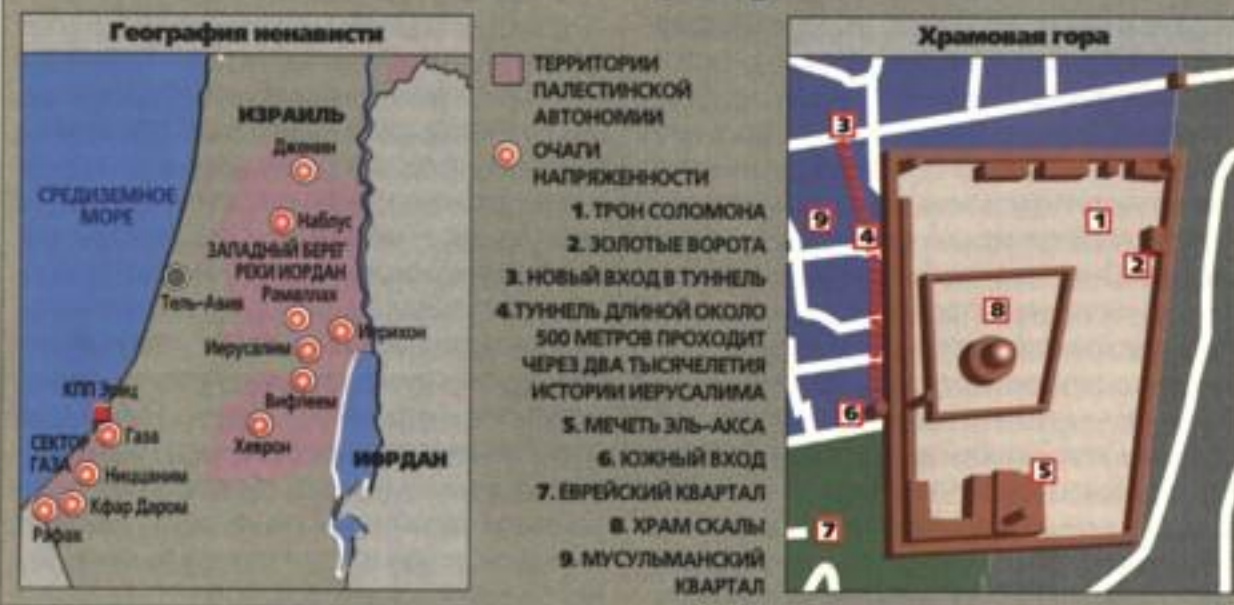 География ненависти
ИЗРАИЛЬ
Дженин
СРЕДИЗЕМНОЕ
МОРЕ
Наблус
ЗАПАДНЫЙ БЕРЕГ
РЕКИ ИОРДАН
Тель-Авив
Рамаллах
Иерихон
Иерусалим
КПП Эрец
Вифлеем
СЕКТОР
ГАЗА
Газа
Хеврон
ИОРДАН
Ниццаним
Кфар Даром
Рафах
ТЕРРИТОРИИ
ПАЛЕСТИНСКОЙ
АВТОНОМИИ
ОЧАГИ
НАПРЯЖЕННОСТИ
1. ТРОН СОЛОМОНА
2. ЗОЛОТЫЕ ВОРОТА
3. НОВЫЙ ВХОД В ТУННЕЛЬ
4.ТУННЕЛЬ ДЛИНОЙ ОКОЛО
500 МЕТРОВ ПРОХОДИТ
ЧЕРЕЗ ДВА ТЫСЯЧЕЛЕТИЯ
ИСТОРИИ ИЕРУСАЛИМА
5. МЕЧЕТЬ ЭЛЬ-АКСА
6. ЮЖНЫЙ ВХОД
7. ЕВРЕЙСКИЙ КВАРТАЛ
8. ХРАМ СКАЛЫ
9. МУСУЛЬМАНСКИЙ
КВАРТАЛ
Храмовая гора
3
9
4
1
2
8
6
5
7